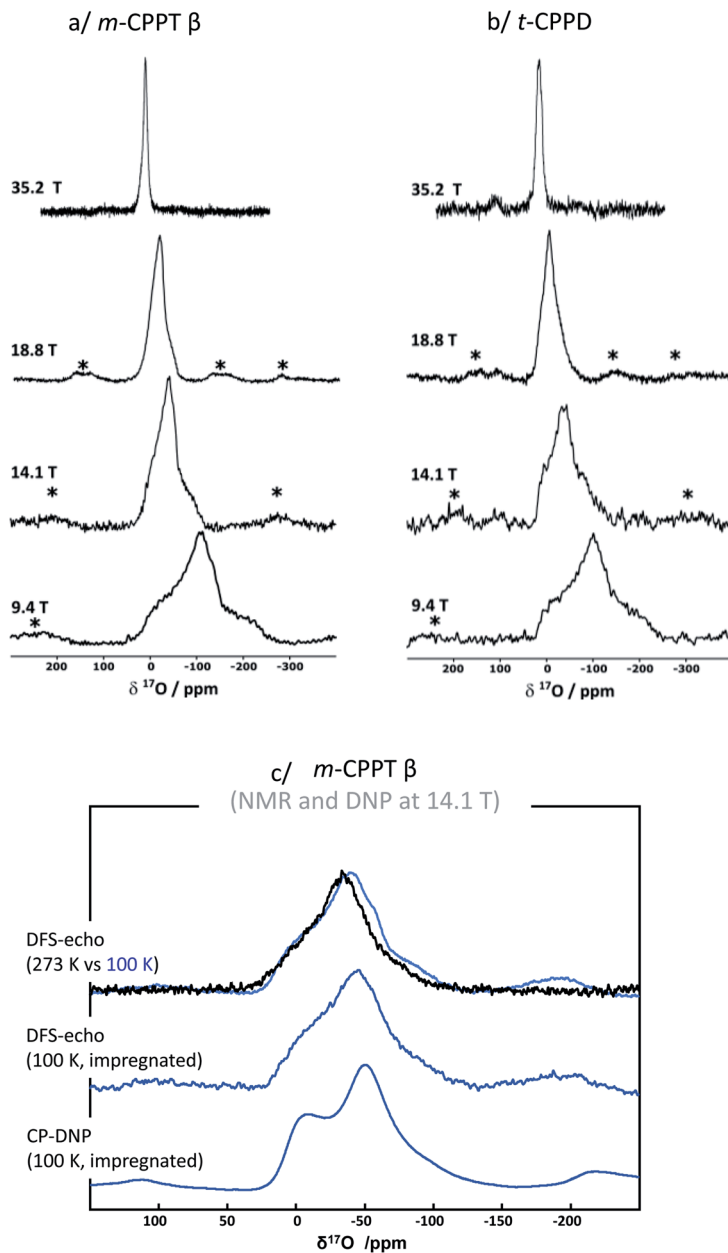 a/ m-CPPT β
b/ t-CPPD
35.2 T
18.8 T
* * *
14.1 T
* *
9.4 T
*
200 100 0 -100 -200 -300
δ ¹⁷O / ppm
35.2 T
18.8 T
* * *
14.1 T
* *
9.4 T
*
200 100 0 -100 -200 -300
δ ¹⁷O / ppm
c/ m-CPPT β
(NMR and DNP at 14.1 T)
DFS-echo
(273 K vs 100 K)
DFS-echo
(100 K, impregnated)
CP-DNP
(100 K, impregnated)
100 50 0 -50 -100 -150 -200
δ¹⁷O /ppm